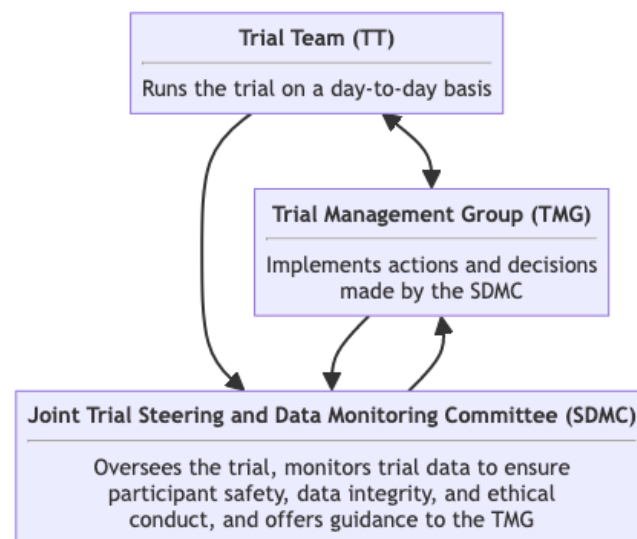 Trial Team (TT)
Runs the trial on a day-to-day basis
Trial Management Group (TMG)
Implements actions and decisions
made by the SDMC
Joint Trial Steering and Data Monitoring Committee (SDMC)
Oversees the trial, monitors trial data to ensure
participant safety, data integrity, and ethical
conduct, and offers guidance to the TMG